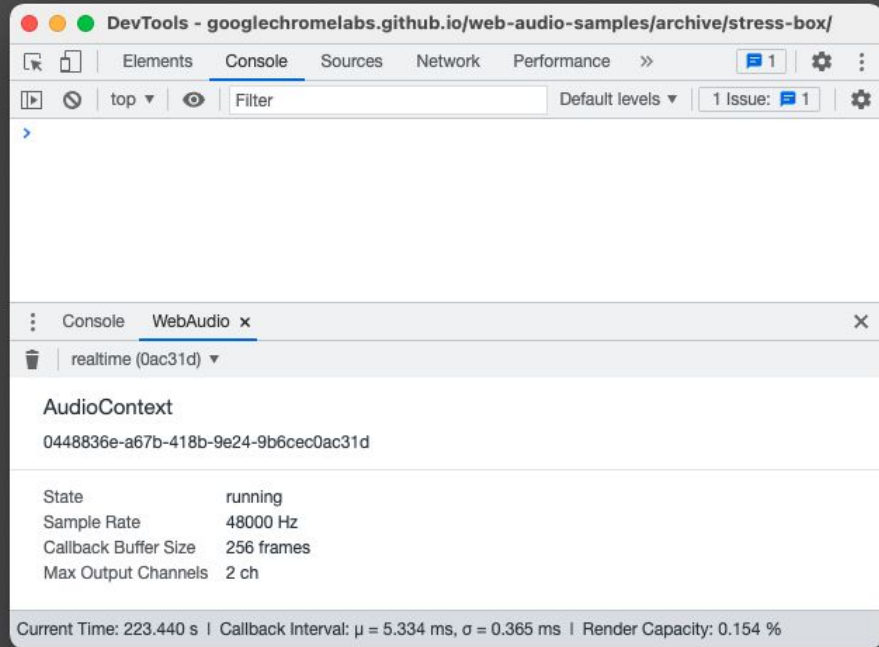 DevTools - googlechromelabs.github.io/web-audio-samples/archive/stress-box/
Elements Console Sources Network Performance » 1
top ▼ Filter Default levels ▼ 1 Issue: 1
>
Console WebAudio ×
realtime (0ac31d) ▼
AudioContext
0448836e-a67b-418b-9e24-9b6cec0ac31d
State running
Sample Rate 48000 Hz
Callback Buffer Size 256 frames
Max Output Channels 2 ch
Current Time: 223.440 s | Callback Interval: μ = 5.334 ms, σ = 0.365 ms | Render Capacity: 0.154 %